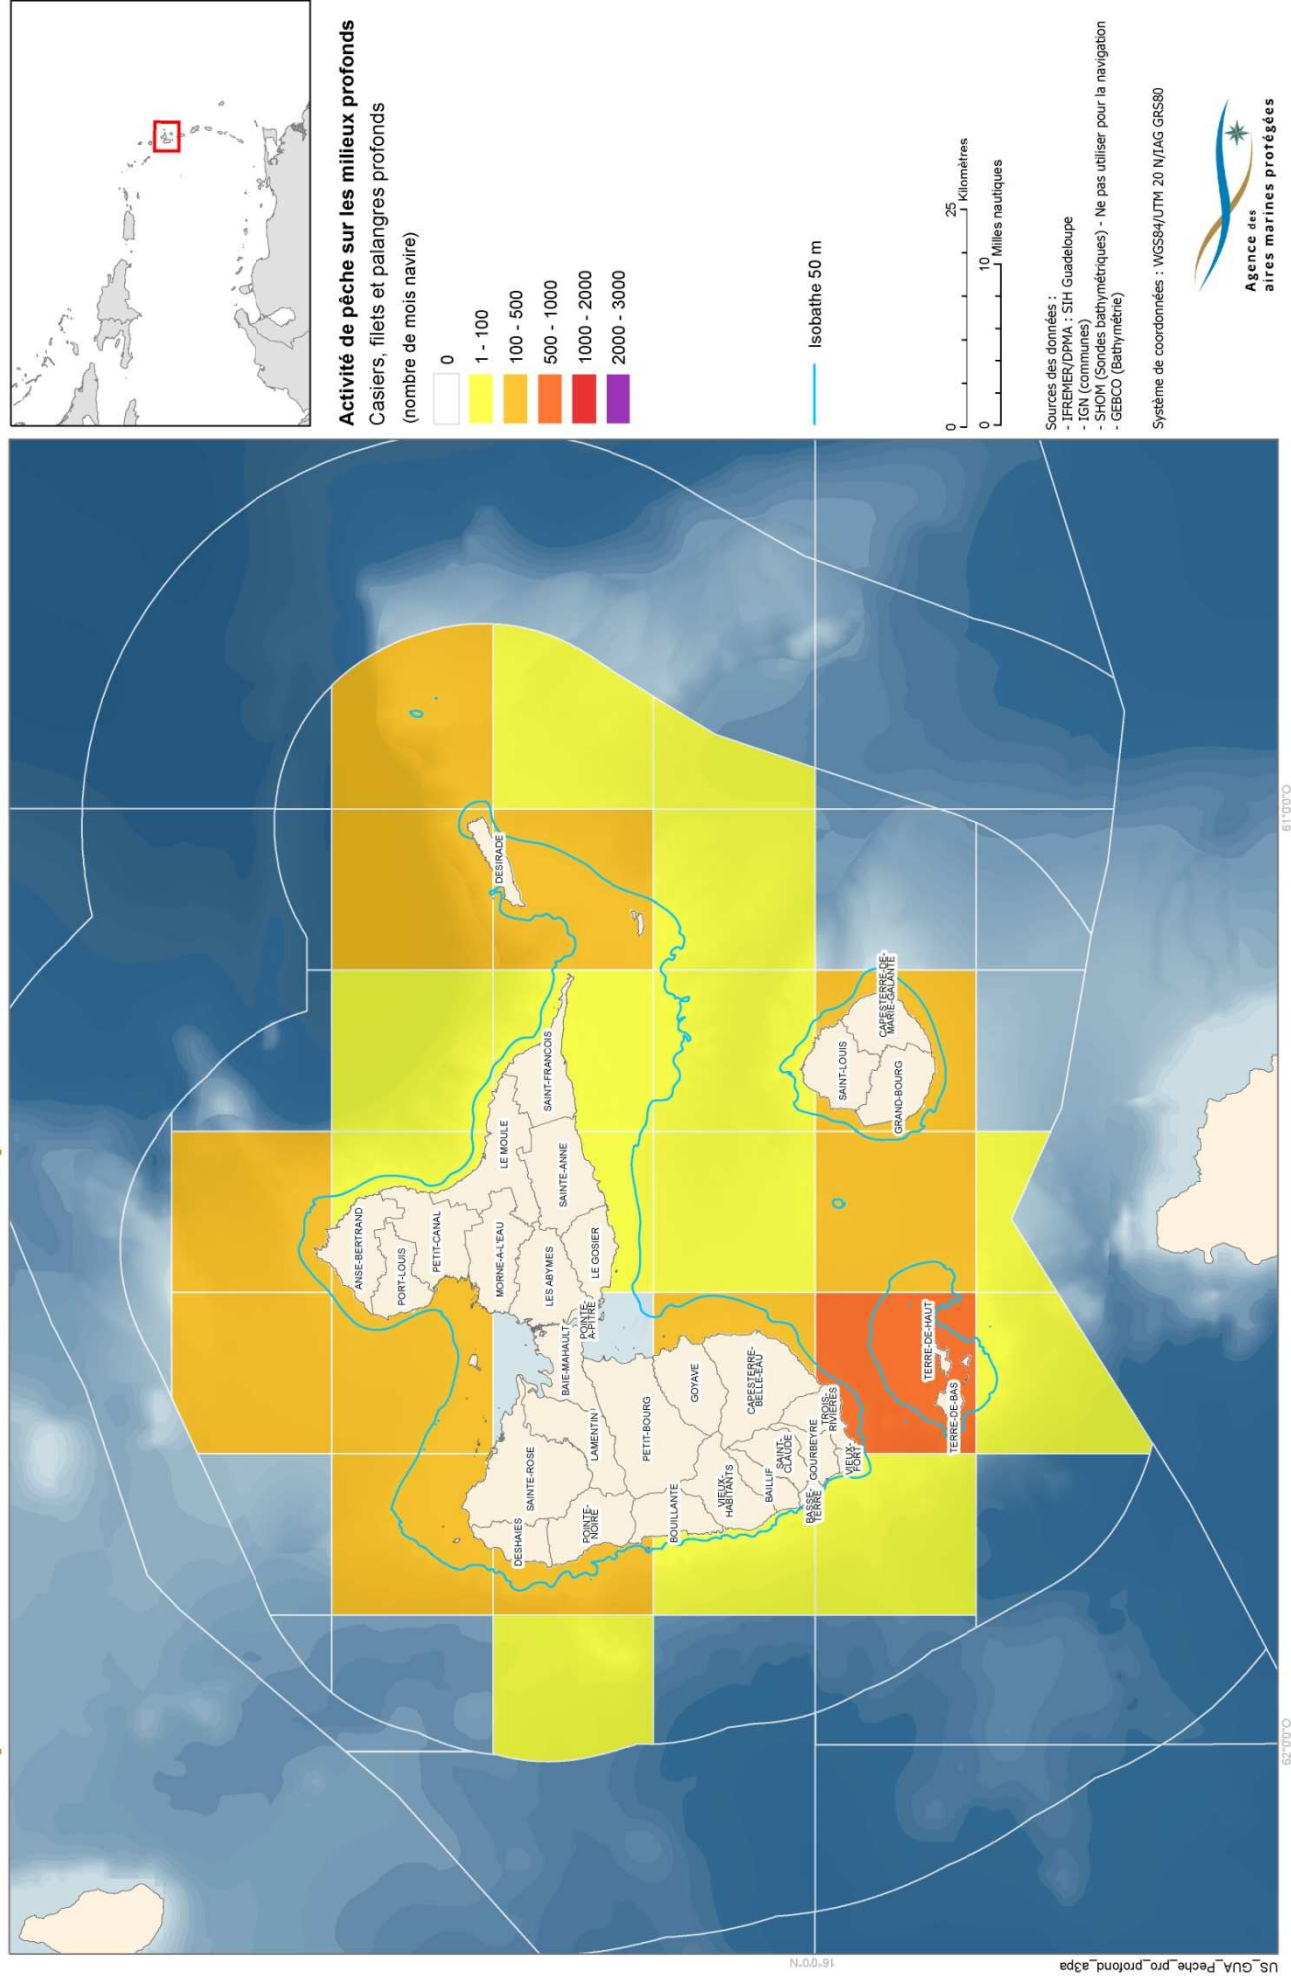 Activité de pêche sur les milieux profonds
Casiers, filets et palangres profonds
(nombre de mois navire)
0
1 - 100
100 - 500
500 - 1000
1000 - 2000
2000 - 3000
Isobathe 50 m
0
25
Kilomètres
0
10
Milles nautiques
Sources des données :
- IFREMER/DPMA : SIH Guadeloupe
- IGN (communes)
- SHOM (Sondes bathymétriques) - Ne pas utiliser pour la navigation
- GEBCO (Bathymétrie)
Système de coordonnées : WGS84/UTM 20 N/IAG GRS80
Agence des
aires marines protégées
ANSE-BERTRAND
PORT-LOUIS
PETIT-CANAL
LE MOULE
MORNE-A-L'EAU
SAINT-FRANCOIS
SAINTE-ANNE
LES ABYMES
LE GOSIER
POINTE-
A-PITRE
BAIE-MAHAULT
DESIRADE
SAINTE-ROSE
DESHAIES
LAMENTIN
POINTE-
NOIRE
PETIT-BOURG
BOUILLANTE
GOYAVE
VIEUX-
HABITANTS
CAPESTERRE-
BELLE-EAU
BAILLIF
SAINT-
CLAUDE
BASSE-
TERRE
GOURBEYRE
TROIS-
RIVIERES
VIEUX-
FORT
TERRE-DE-HAUT
TERRE-DE-BAS
SAINT-LOUIS
CAPESTERRE-DE-
MARIE-GALANTE
GRAND-BOURG
16°0'0"N
62°0'0"O
61°0'0"O
US_GUA_Peche_pro_profond_a3pa